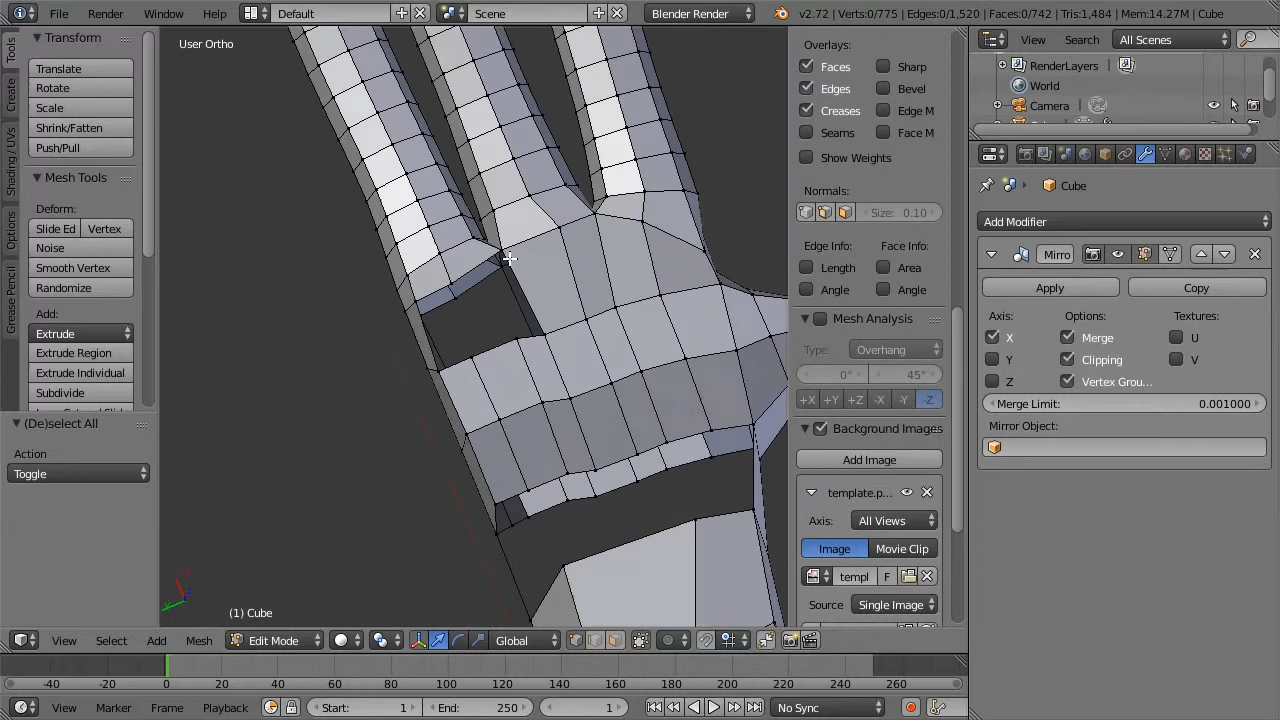 File Render Window Help Default Scene Blender Render v2.72 | Verts:0/775 | Edges:0/1,520 | Faces:0/742 | Tris:1,484 | Mem:14.27M | Cube
Tools
Create
Shading / UVs
Options
Grease Pencil
Transform
Translate
Rotate
Scale
Shrink/Fatten
Push/Pull
Mesh Tools
Deform:
Slide Ed Vertex
Noise
Smooth Vertex
Randomize
Add:
Extrude
Extrude Region
Extrude Individual
Subdivide
(De)select All
Action
Toggle
User Ortho
(1) Cube
Overlays:
Faces Sharp
Edges Bevel
Creases Edge M
Seams Face M
Show Weights
Normals:
Size: 0.10
Edge Info: Face Info:
Length Area
Angle Angle
Mesh Analysis
Type: Overhang
0° 45°
+X +Y +Z -X -Y -Z
Background Images
Add Image
template.p...
Axis: All Views
Image Movie Clip
templ F
Source Single Image
View Search All Scenes
RenderLayers
World
Camera
Cube
Add Modifier
Mirro
Apply Copy
Axis: Options: Textures:
X Merge U
Y Clipping V
Z Vertex Grou...
Merge Limit: 0.001000
Mirror Object:
View Select Add Mesh Edit Mode Global
-40 -20 0 20 40 60 80 100 120 140 160 180 200 220 240 260
View Marker Frame Playback Start: 1 End: 250 1 No Sync